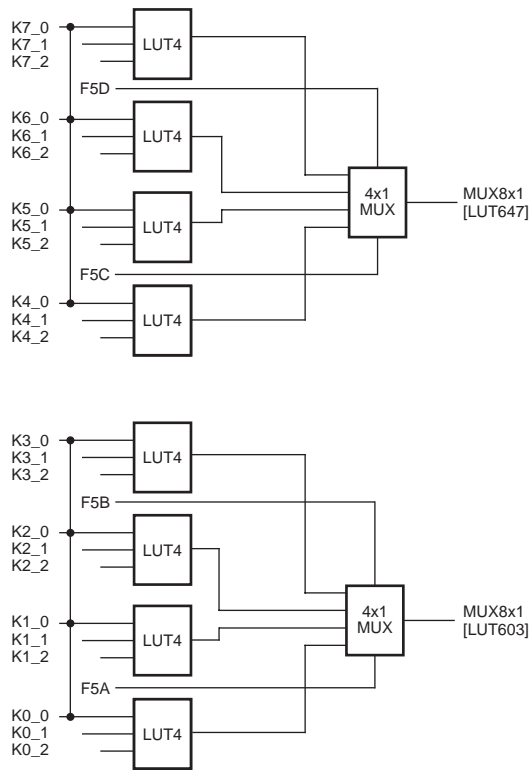 K7_0
K7_1
K7_2
LUT4
F5D
K6_0
K6_1
K6_2
LUT4
4x1
MUX
MUX8x1
[LUT647]
K5_0
K5_1
K5_2
LUT4
F5C
K4_0
K4_1
K4_2
LUT4
K3_0
K3_1
K3_2
LUT4
F5B
K2_0
K2_1
K2_2
LUT4
4x1
MUX
MUX8x1
[LUT603]
K1_0
K1_1
K1_2
LUT4
F5A
K0_0
K0_1
K0_2
LUT4